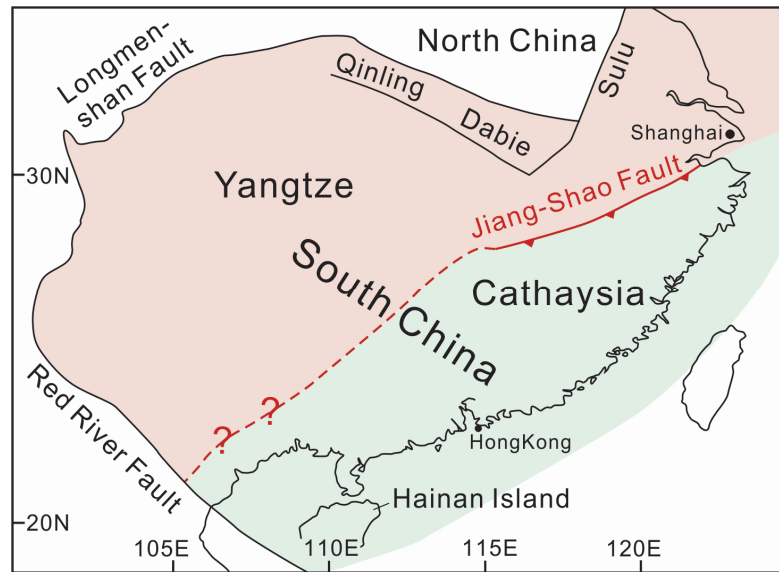 Longmen-
shan Fault
North China
Qinling
Dabie
Sulu
Shanghai
30N
Yangtze
Jiang-Shao Fault
South China
Cathaysia
Red River Fault
?
?
HongKong
Hainan Island
20N
105E
110E
115E
120E